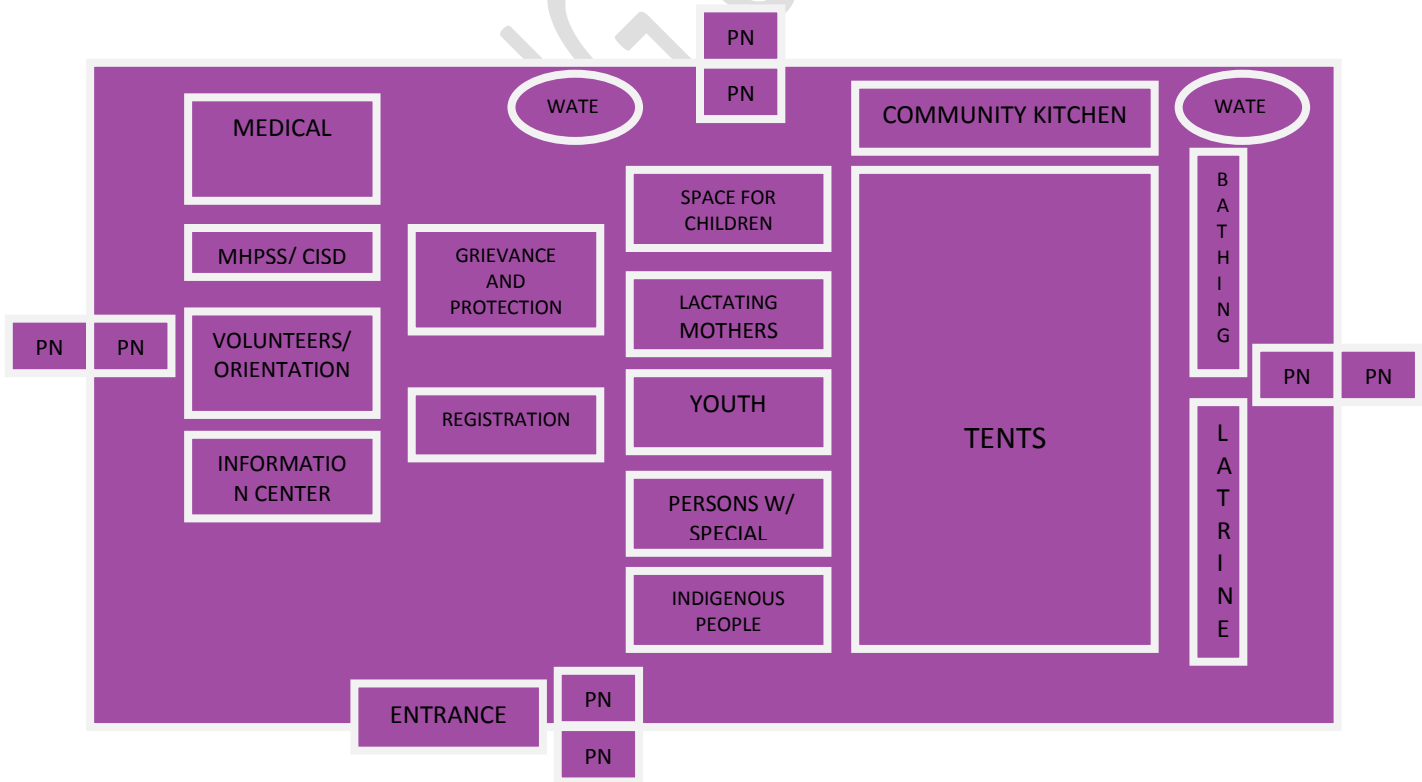 PN
PN
MEDICAL
WATE
COMMUNITY KITCHEN
WATE
MHPSS/ CISD
GRIEVANCE
AND
PROTECTION
SPACE FOR
CHILDREN
B
A
T
H
I
N
G
PN
PN
VOLUNTEERS/
ORIENTATION
LACTATING
MOTHERS
PN
PN
REGISTRATION
YOUTH
TENTS
INFORMATIO
N CENTER
PERSONS W/
SPECIAL
L
A
T
R
I
N
E
INDIGENOUS
PEOPLE
ENTRANCE
PN
PN